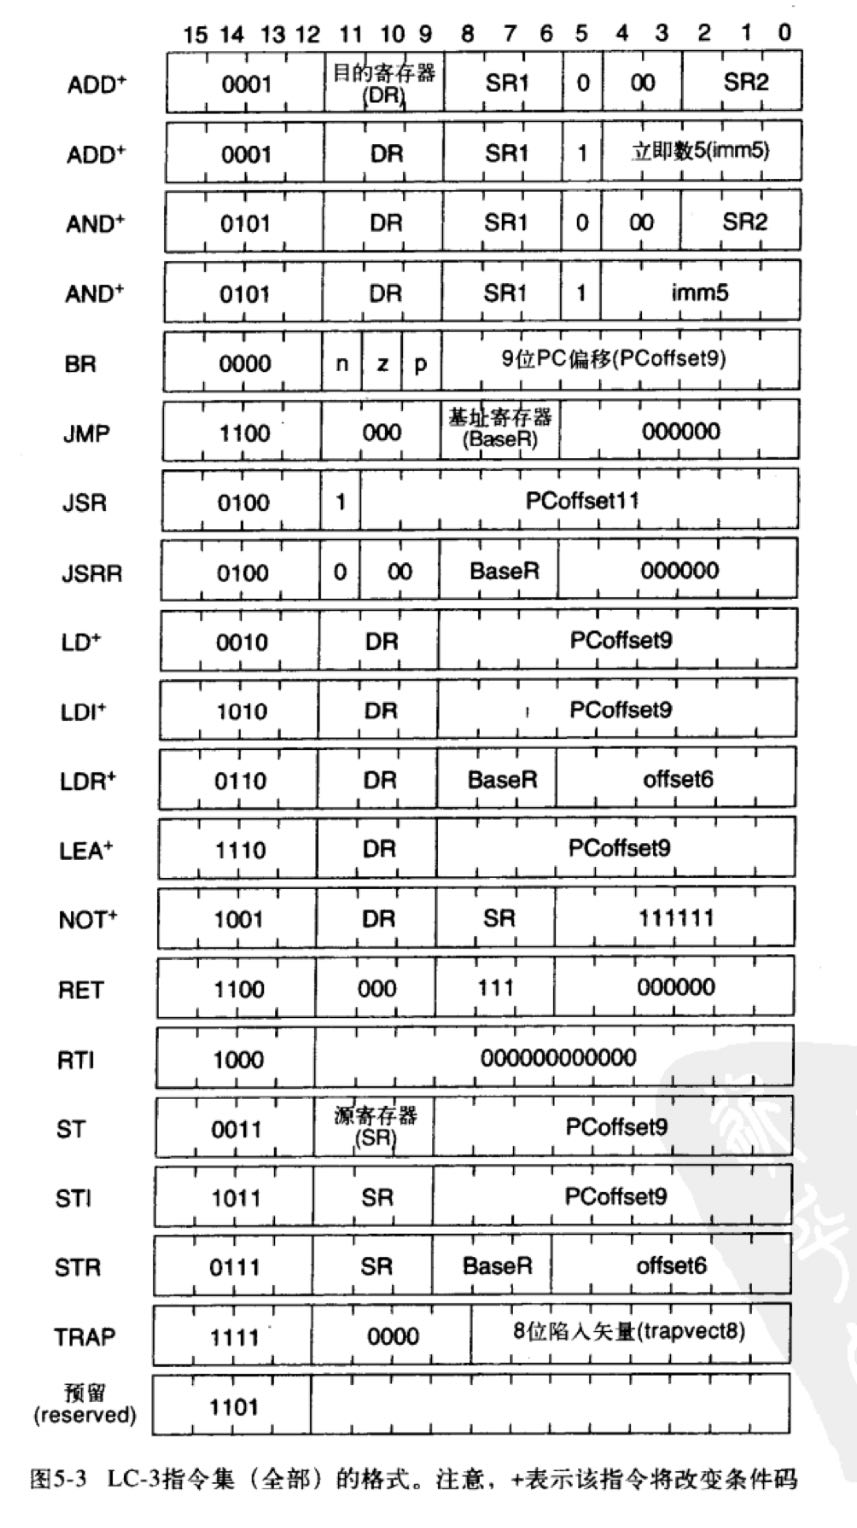 15 14 13 12 11 10 9 8 7 6 5 4 3 2 1 0
ADD+ 0001 目的寄存器 SR1 0 00 SR2
(DR)
ADD+ 0001 DR SR1 1 立即数5(imm5)
AND+ 0101 DR SR1 0 00 SR2
AND+ 0101 DR SR1 1 imm5
BR 0000 n z p 9位PC偏移(PCoffset9)
JMP 1100 000 基址寄存器 000000
(BaseR)
JSR 0100 1 PCoffset11
JSRR 0100 0 00 BaseR 000000
LD+ 0010 DR PCoffset9
LDI+ 1010 DR PCoffset9
LDR+ 0110 DR BaseR offset6
LEA+ 1110 DR PCoffset9
NOT+ 1001 DR SR 111111
RET 1100 000 111 000000
RTI 1000 000000000000
ST 0011 源寄存器 PCoffset9
(SR)
STI 1011 SR PCoffset9
STR 0111 SR BaseR offset6
TRAP 1111 0000 8位陷入矢量(trapvect8)
预留
(reserved) 1101
图5-3 LC-3指令集（全部）的格式。注意，+表示该指令将改变条件码